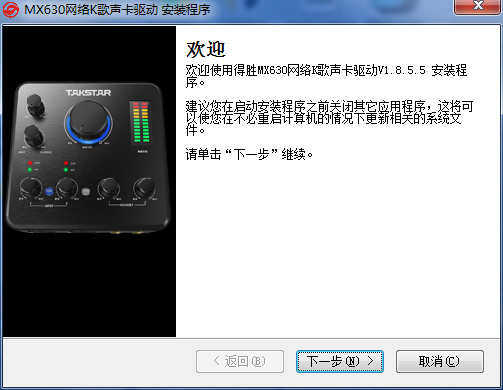 MX630网络K歌声卡驱动 安装程序
TAKSTAR
欢迎
欢迎使用得胜MX630网络K歌声卡驱动V1.8.5.5 安装程
序。
建议您在启动安装程序之前关闭其它应用程序，这将可
以使您在不必重启计算机的情况下更新相关的系统文
件。
请单击“下一步”继续。
< 返回(B)
下一步(N) >
取消(C)